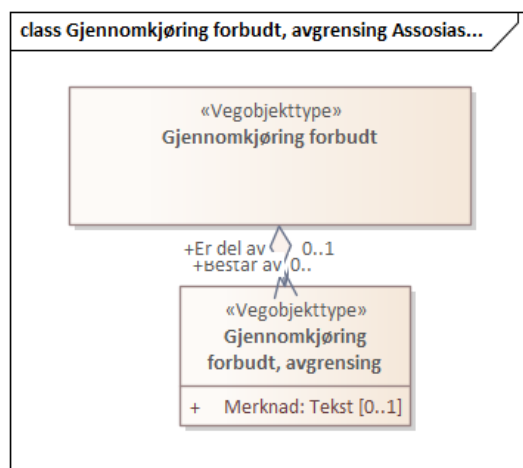 class Gjennomkjøring forbudt, avgrensing Assosias...
«Vegobjekttype»
Gjennomkjøring forbudt
+Er del av 0..1
+Består av 0..
«Vegobjekttype»
Gjennomkjøring
forbudt, avgrensing
+ Merknad: Tekst [0..1]